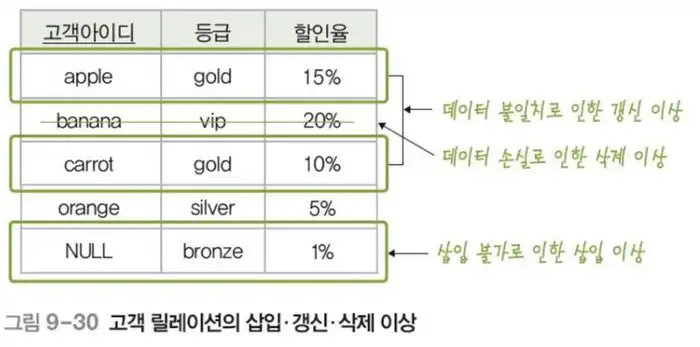 고객아이디 등급 할인율
apple gold 15%
banana vip 20%
carrot gold 10%
orange silver 5%
NULL bronze 1%
데이터 불일치로 인한 갱신 이상
데이터 손실로 인한 삭제 이상
삽입 불가로 인한 삽입 이상
그림 9-30 고객 릴레이션의 삽입·갱신·삭제 이상